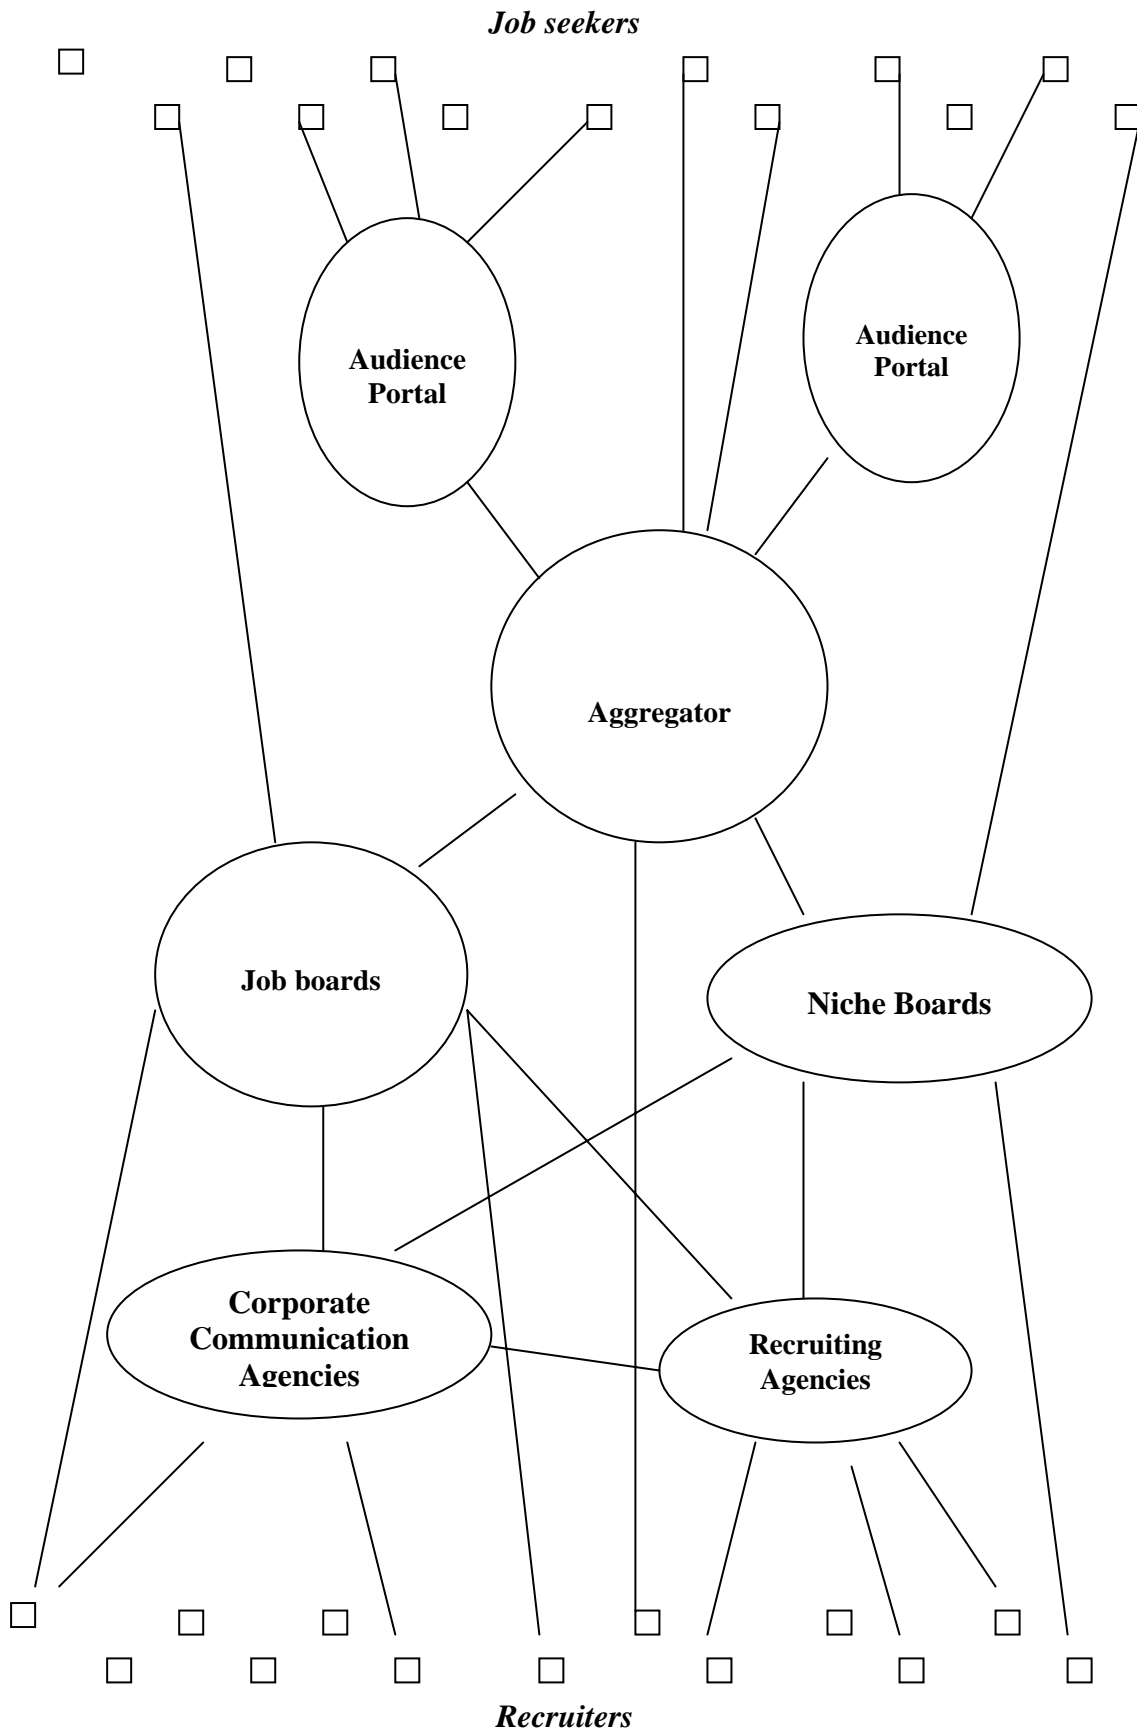 Job seekers
Audience
Portal
Audience
Portal
Aggregator
Job boards
Niche Boards
Corporate
Communication
Agencies
Recruiting
Agencies
Recruiters